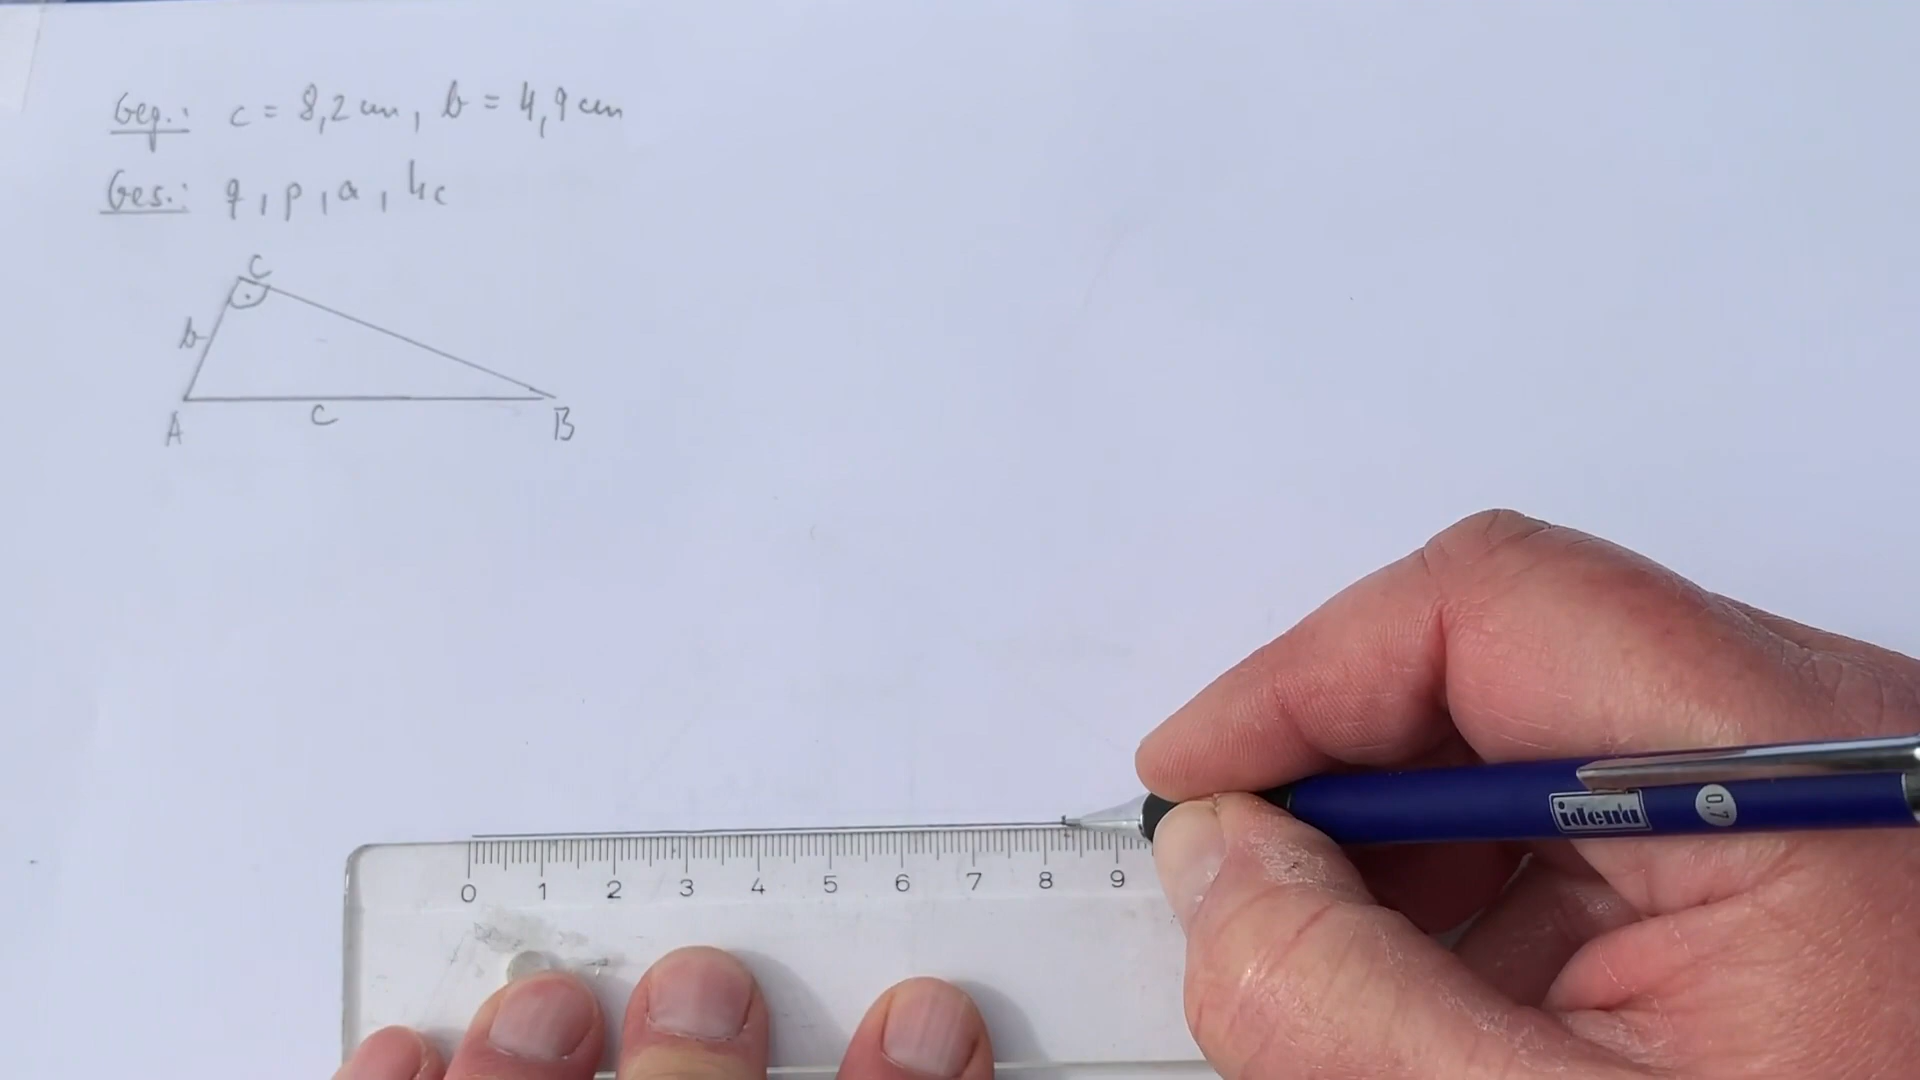 Geg.: c = 8,2 cm, b = 4,9 cm
Ges.: q, p, a, hc
C
b
A
c
B
0 1 2 3 4 5 6 7 8 9
idena
0.7